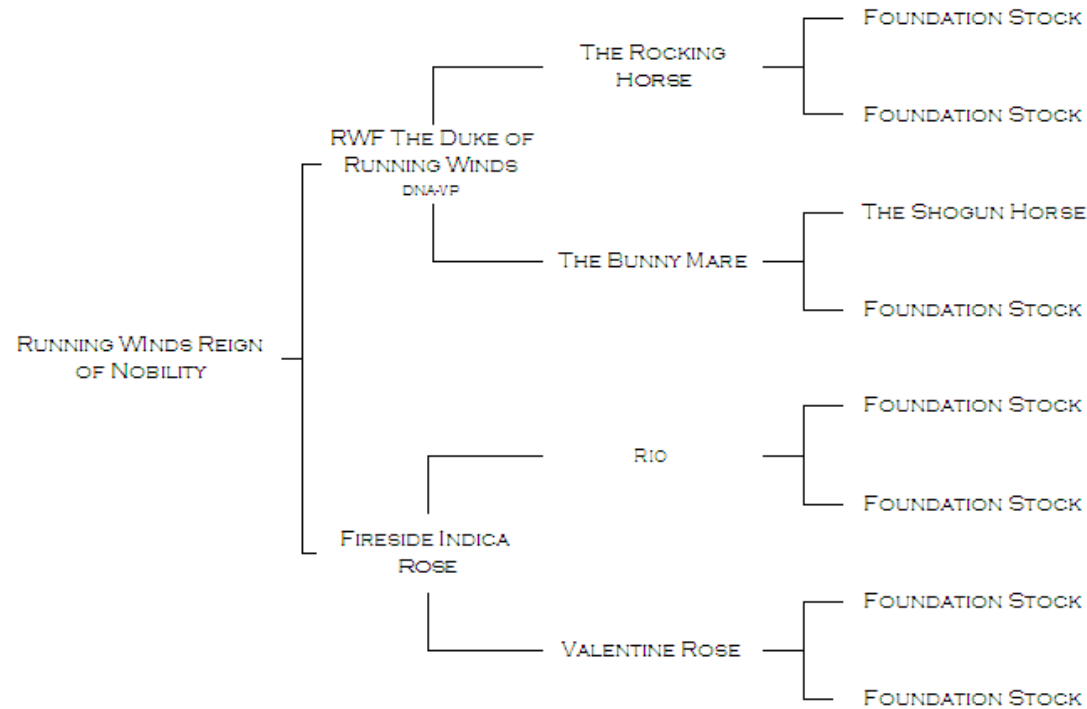 Foundation Stock
The Rocking
Horse
Foundation Stock
RWF The Duke of
Running Winds
DNA-VP
The Shogun Horse
The Bunny Mare
Foundation Stock
Running Winds Reign
of Nobility
Foundation Stock
Rio
Foundation Stock
Fireside Indica
Rose
Foundation Stock
Valentine Rose
Foundation Stock